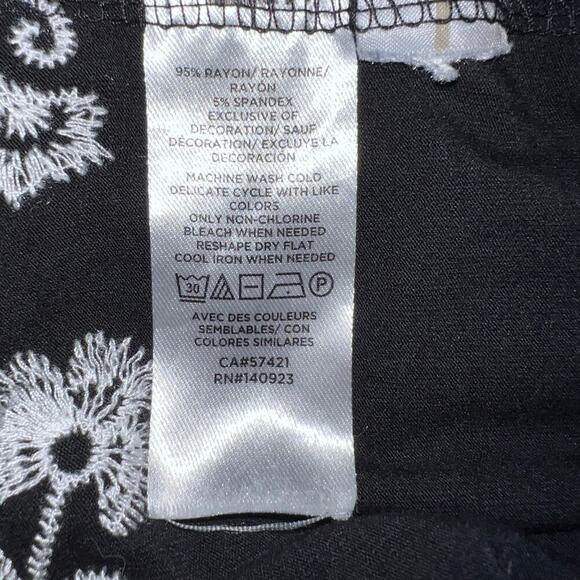 95% RAYON/ RAYONNE/
RAYÓN
5% SPANDEX
EXCLUSIVE OF
DECORATION/ SAUF
DÉCORATION/ EXCLUYE LA
DECORACIÓN
MACHINE WASH COLD
DELICATE CYCLE WITH LIKE
COLORS
ONLY NON-CHLORINE
BLEACH WHEN NEEDED
RESHAPE DRY FLAT
COOL IRON WHEN NEEDED
30 P
AVEC DES COULEURS
SEMBLABLES/ CON
COLORES SIMILARES
CA#57421
RN#140923